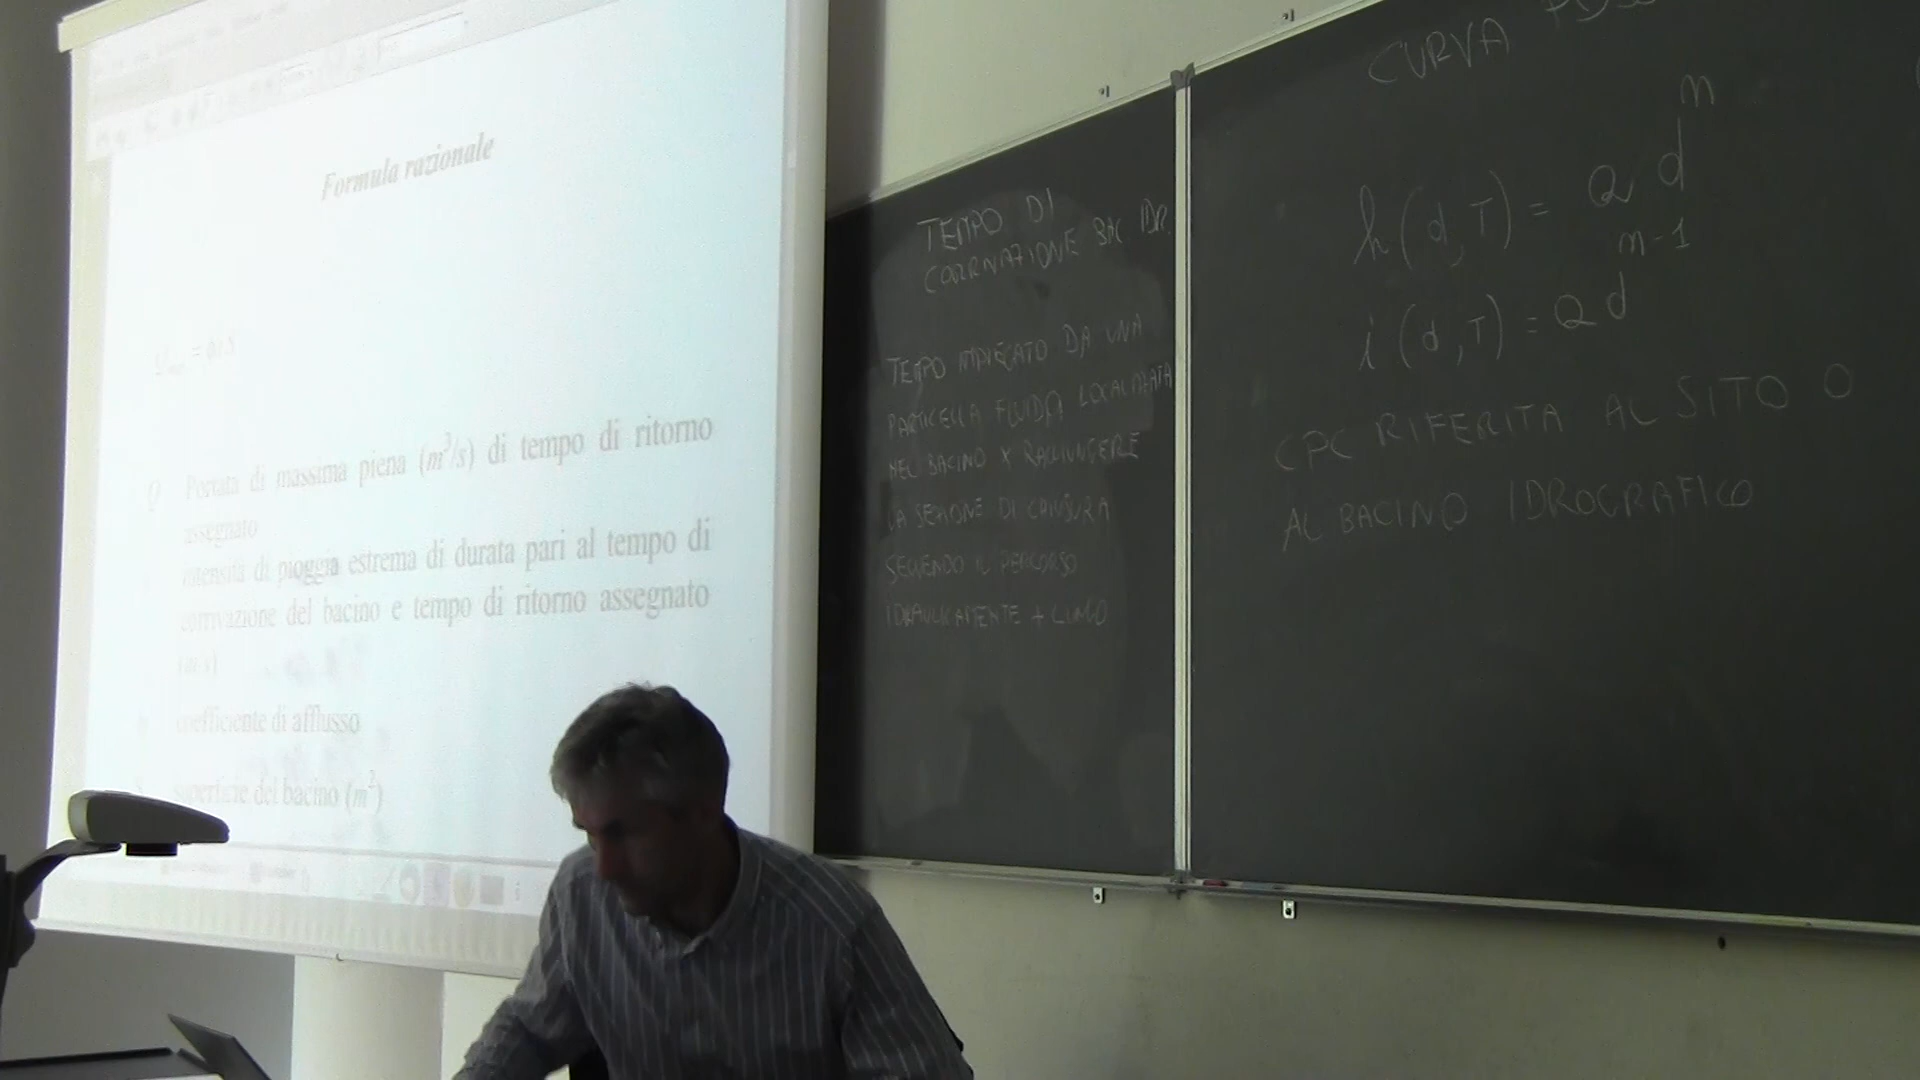 Formula razionale
Q Portata di massima piena (m³/s) di tempo di ritorno
assegnato
intensità di pioggia estrema di durata pari al tempo di
corrivazione del bacino e tempo di ritorno assegnato
(m/s)
coefficiente di afflusso
superficie del bacino (m²)
TEMPO DI
CORRIVAZIONE BAC. IDR.
TEMPO IMPIEGATO DA UNA
PARTICELLA FLUIDA LOCALIZZATA
NEL BACINO X RAGGIUNGERE
LA SEZIONE DI CHIUSURA
SEGUENDO IL PERCORSO
IDRAULICAMENTE + LUNGO
CURVA
h(d,T) = a dⁿ
i(d,T) = a dⁿ⁻¹
CPC RIFERITA AL SITO O
AL BACINO IDROGRAFICO